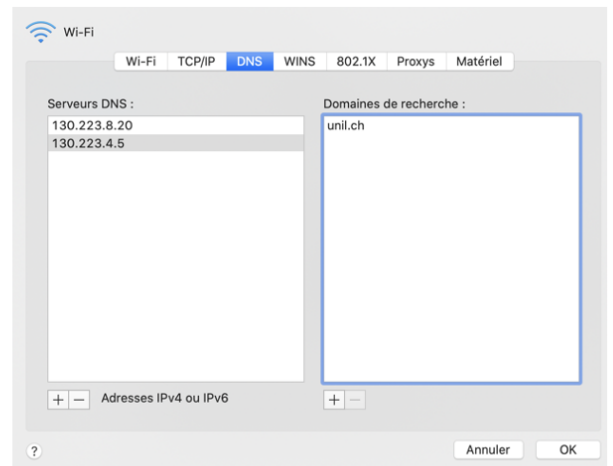 Wi-Fi
Wi-Fi TCP/IP DNS WINS 802.1X Proxys Matériel
Serveurs DNS :
130.223.8.20
130.223.4.5
Domaines de recherche :
unil.ch
+ − Adresses IPv4 ou IPv6
+ −
? Annuler OK